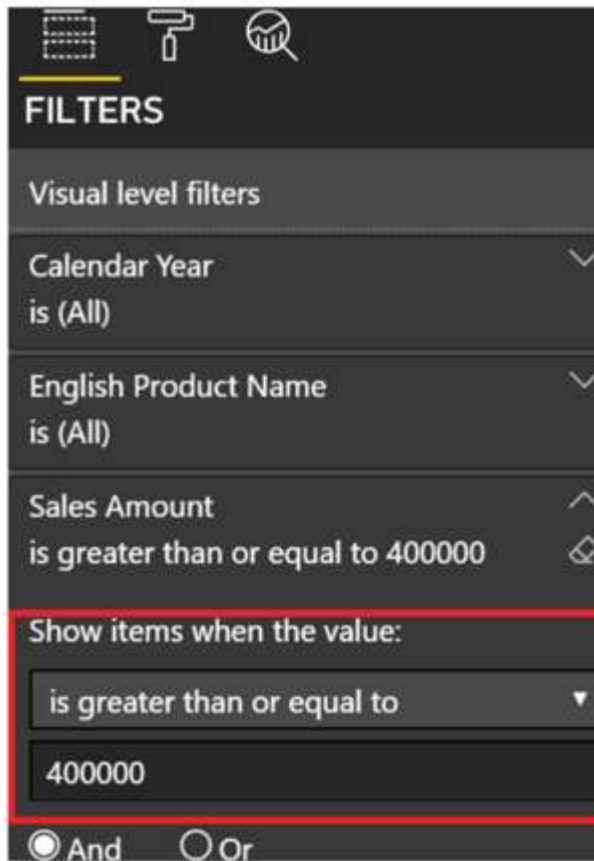 FILTERS
Visual level filters
Calendar Year
is (All)
English Product Name
is (All)
Sales Amount
is greater than or equal to 400000
Show items when the value:
is greater than or equal to
400000
And Or